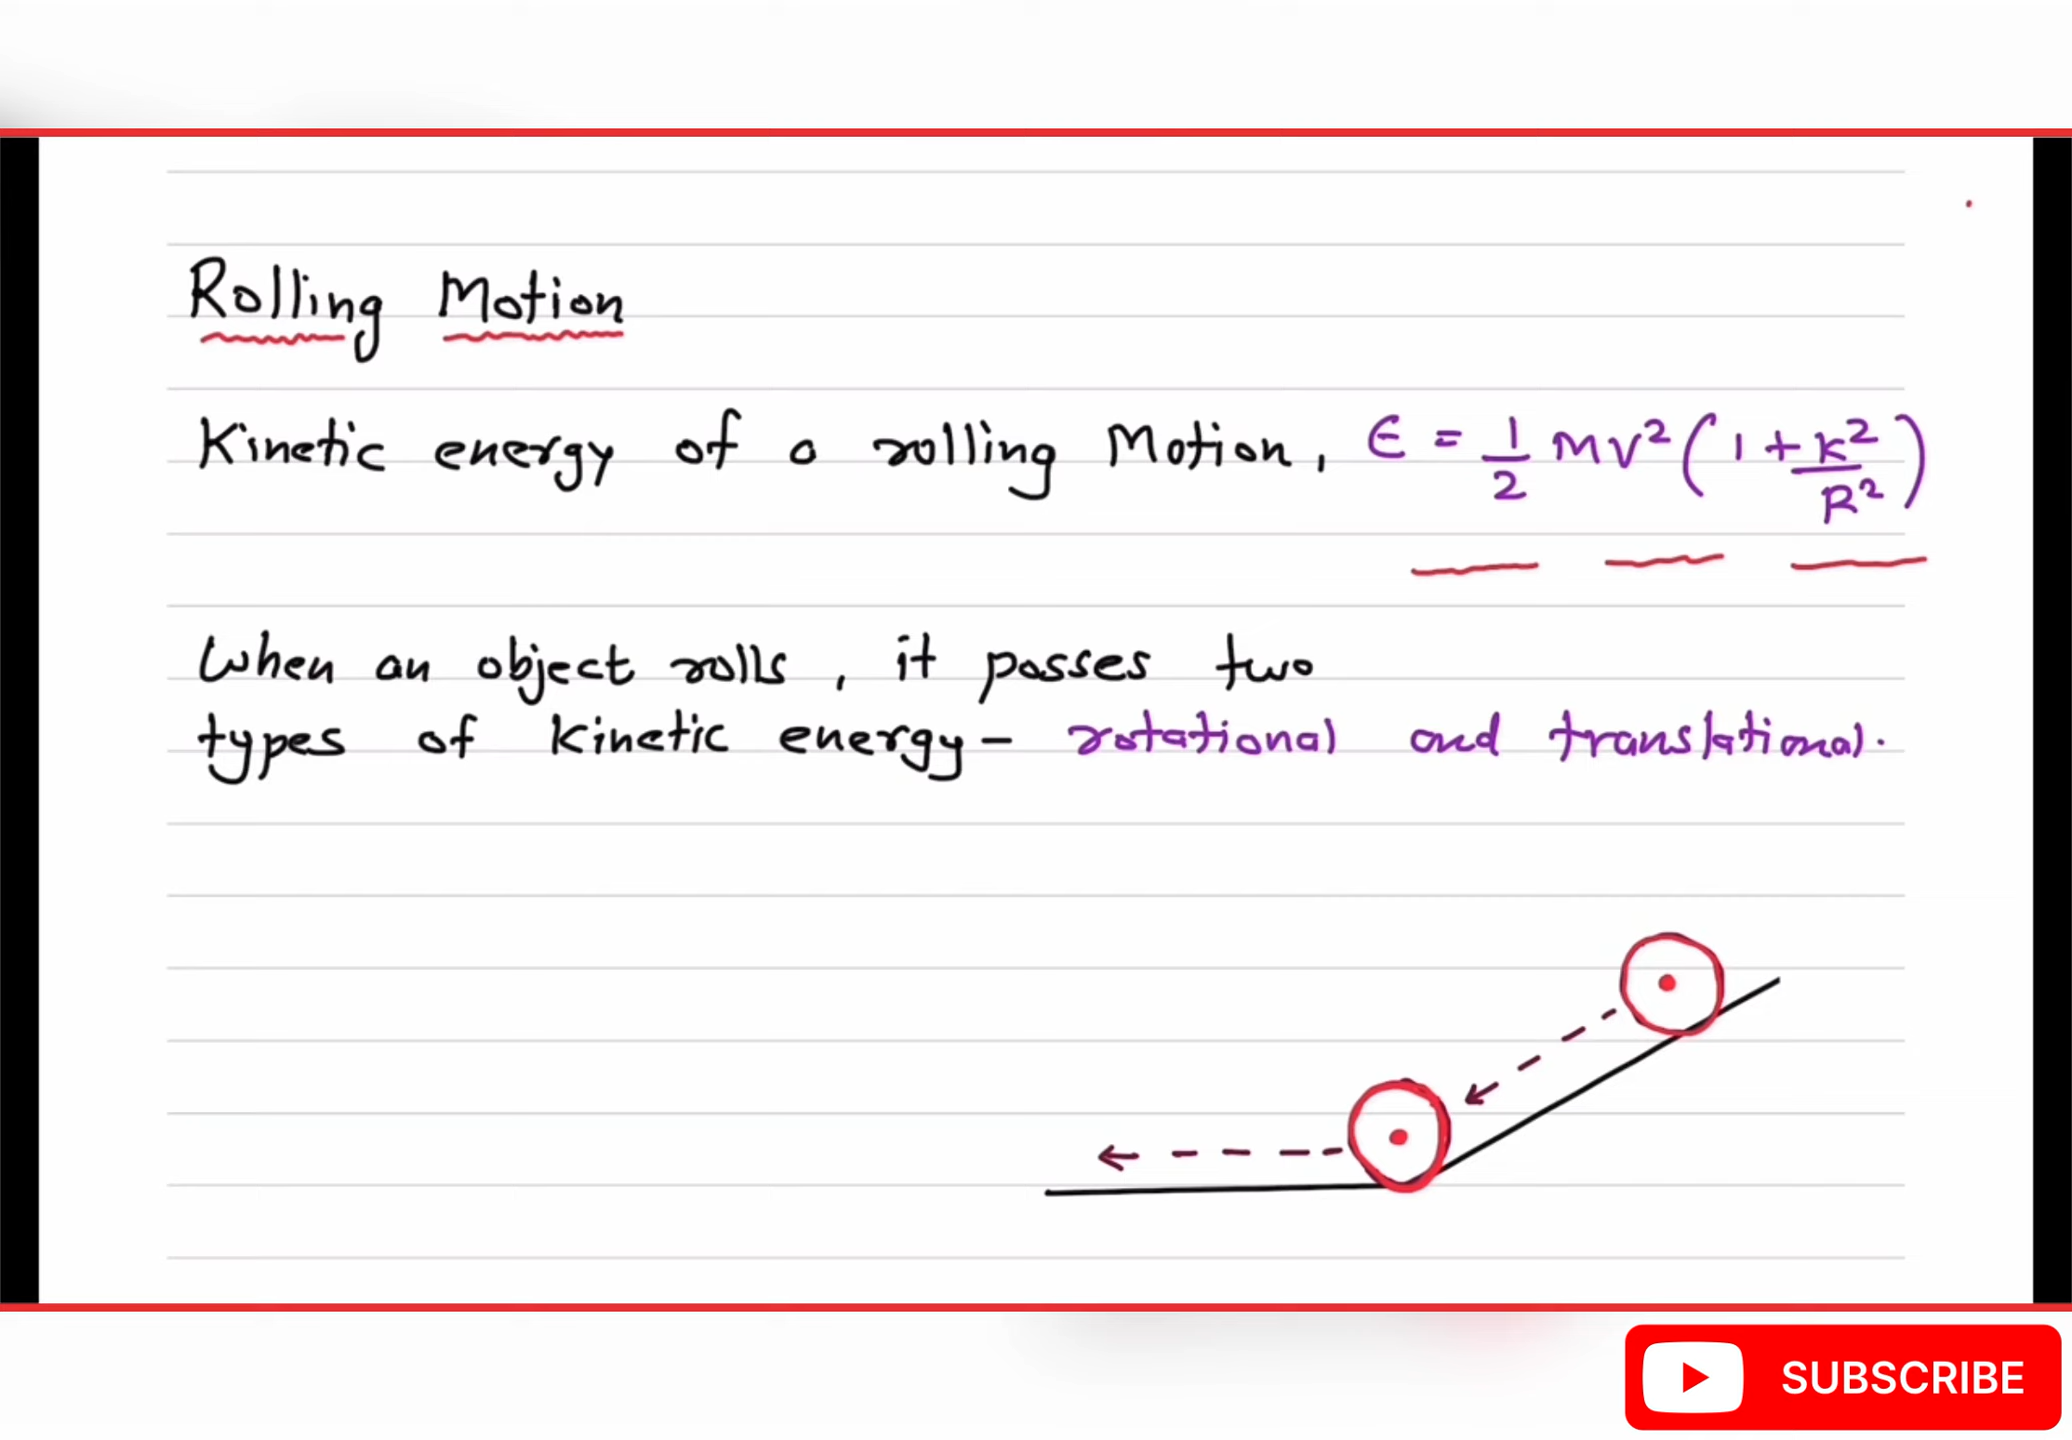 Rolling Motion
Kinetic energy of a rolling Motion, E = 1/2 MV² (1 + K²/R²)
When an object rolls, it posses two
types of kinetic energy- rotational and translational.
SUBSCRIBE